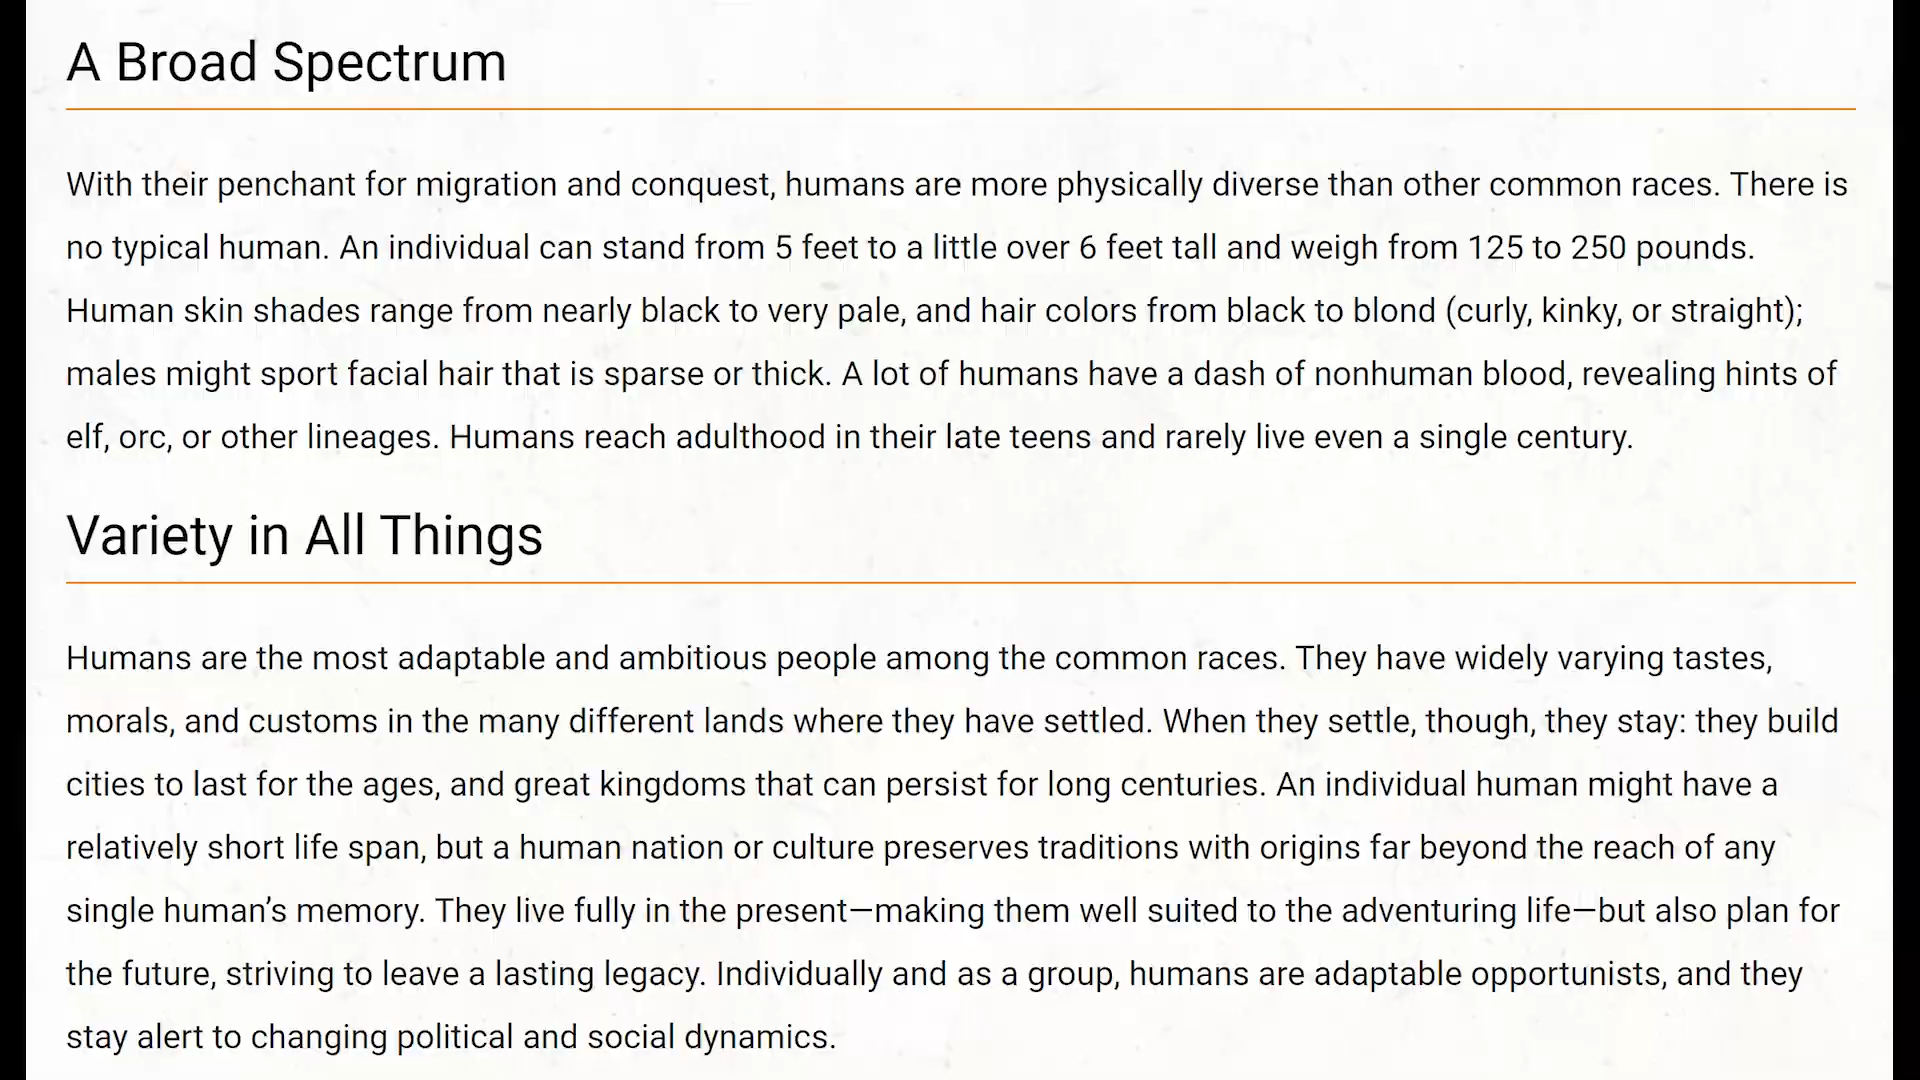 A Broad Spectrum
With their penchant for migration and conquest, humans are more physically diverse than other common races. There is
no typical human. An individual can stand from 5 feet to a little over 6 feet tall and weigh from 125 to 250 pounds.
Human skin shades range from nearly black to very pale, and hair colors from black to blond (curly, kinky, or straight);
males might sport facial hair that is sparse or thick. A lot of humans have a dash of nonhuman blood, revealing hints of
elf, orc, or other lineages. Humans reach adulthood in their late teens and rarely live even a single century.
Variety in All Things
Humans are the most adaptable and ambitious people among the common races. They have widely varying tastes,
morals, and customs in the many different lands where they have settled. When they settle, though, they stay: they build
cities to last for the ages, and great kingdoms that can persist for long centuries. An individual human might have a
relatively short life span, but a human nation or culture preserves traditions with origins far beyond the reach of any
single human’s memory. They live fully in the present—making them well suited to the adventuring life—but also plan for
the future, striving to leave a lasting legacy. Individually and as a group, humans are adaptable opportunists, and they
stay alert to changing political and social dynamics.